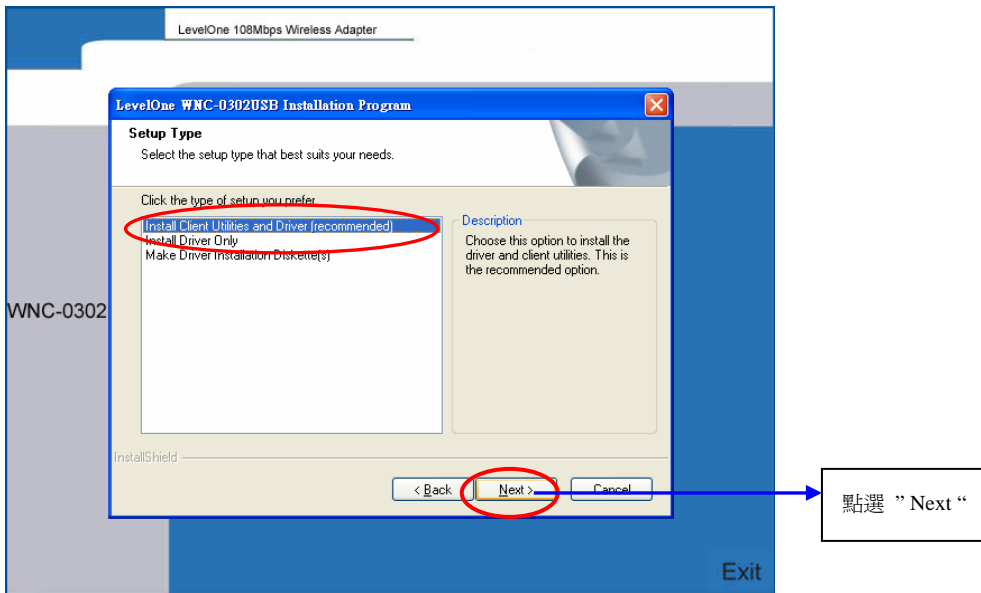 LevelOne 108Mbps Wireless Adapter
LevelOne WNC-0302USB Installation Program
Setup Type
Select the setup type that best suits your needs.
Click the type of setup you prefer.
Install Client Utilities and Driver (recommended)
Install Driver Only
Make Driver Installation Diskette(s)
Description
Choose this option to install the
driver and client utilities. This is
the recommended option.
WNC-0302
InstallShield
< Back
Next >
Cancel
點選 ” Next “
Exit